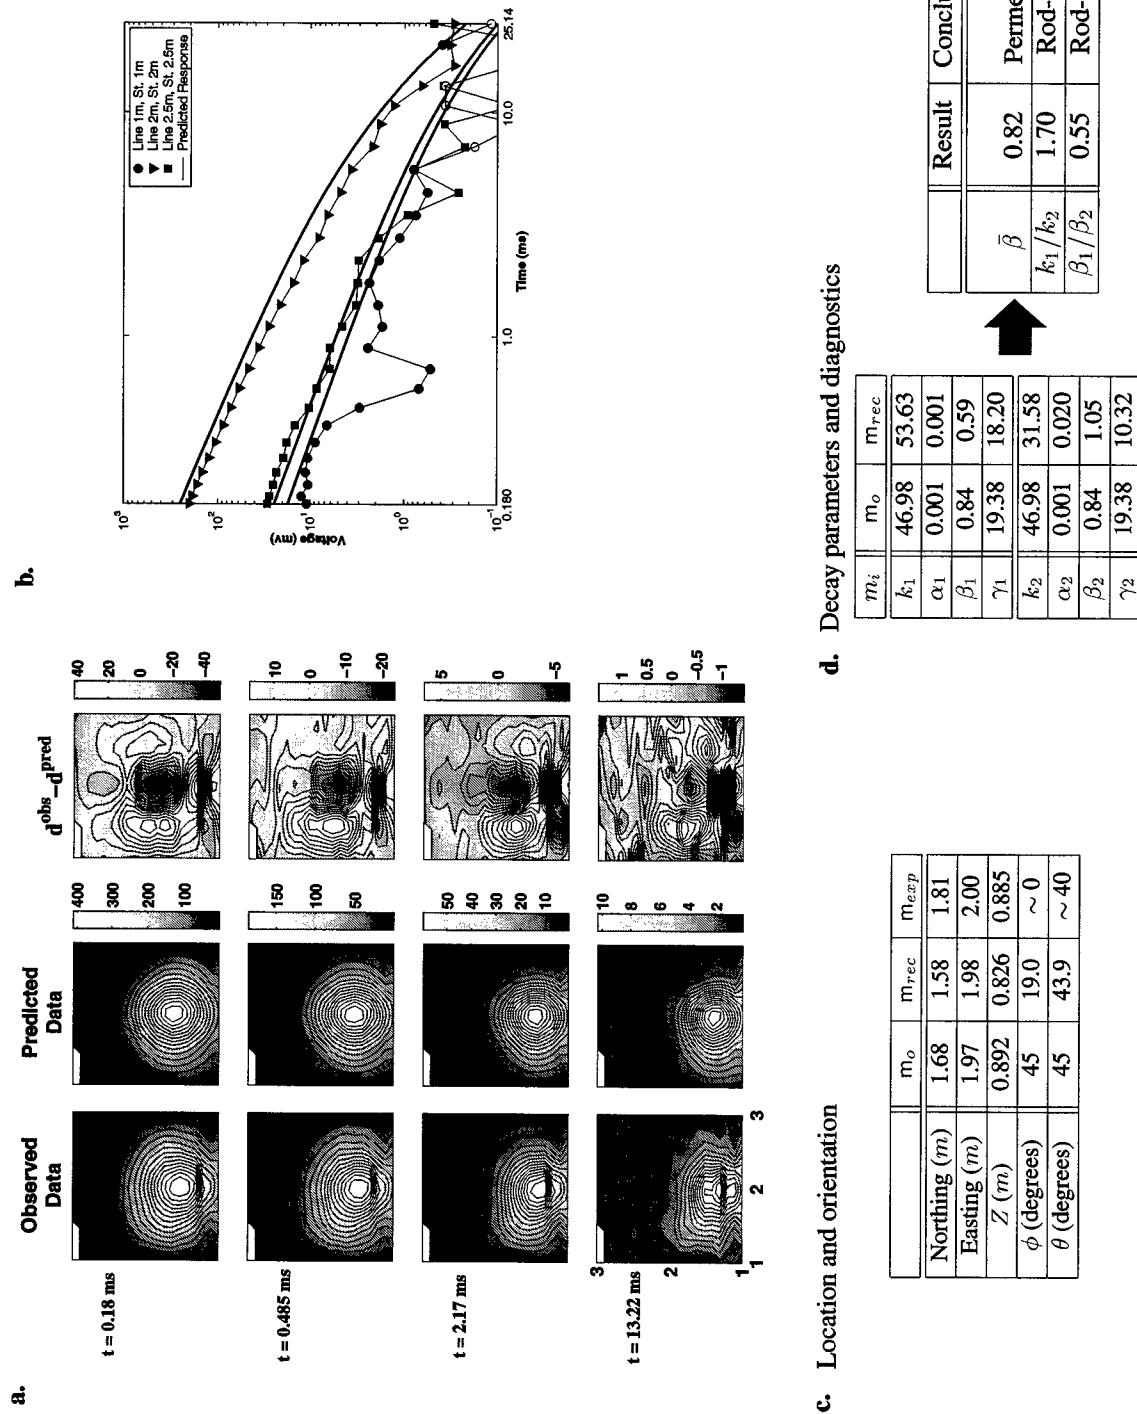 a.
Observed Data
Predicted Data
d^obs–d^pred
t = 0.18 ms
400
300
200
100
40
20
0
−20
−40
t = 0.485 ms
150
100
50
10
0
−10
−20
t = 2.17 ms
50
40
30
20
10
5
0
−5
t = 13.22 ms
3
2
1
1
2
3
10
8
6
4
2
1
0.5
0
−0.5
−1
b.
Voltage (mv)
10^3
10^2
10^1
10^0
10^−1
0.180
1.0
10.0
25.14
Time (ms)
Line 1m, St. 1m
Line 2m, St. 2m
Line 2.5m, St. 2.5m
Predicted Response
c. Location and orientation
m_o m_rec m_exp
Northing (m) 1.68 1.58 1.81
Easting (m) 1.97 1.98 2.00
Z (m) 0.892 0.826 0.885
ϕ (degrees) 45 19.0 ∼ 0
θ (degrees) 45 43.9 ∼ 40
d. Decay parameters and diagnostics
m_i m_o m_rec
k_1 46.98 53.63
α_1 0.001 0.001
β_1 0.84 0.59
γ_1 19.38 18.20
k_2 46.98 31.58
α_2 0.001 0.020
β_2 0.84 1.05
γ_2 19.38 10.32
Result Conclu
β̄ 0.82 Perme
k_1/k_2 1.70 Rod-
β_1/β_2 0.55 Rod-